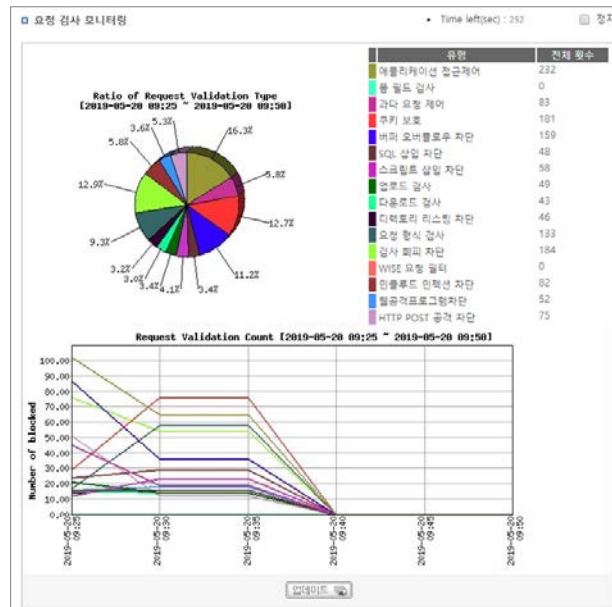 요청 검사 모니터링
• Time left(sec) : 252
유형 전체 횟수
애플리케이션 접근제어 232
폼 필드 검사 0
과다 요청 제어 83
쿠키 보호 181
버퍼 오버플로우 차단 159
SQL 삽입 차단 48
스크립트 삽입 차단 58
업로드 검사 49
다운로드 검사 43
디렉토리 리스팅 차단 46
요청 형식 검사 133
검사 회피 차단 184
WISE 요청 필터 0
인클루드 인젝션 차단 82
웹공격프로그램차단 52
HTTP POST 공격 차단 75
Ratio of Request Validation Type
[2019-05-20 09:25 ~ 2019-05-20 09:50]
16.3%
5.8%
12.7%
11.2%
3.4%
4.1%
3.4%
3.0%
3.2%
9.3%
12.9%
5.8%
3.6%
5.3%
Request Validation Count [2019-05-20 09:25 ~ 2019-05-20 09:50]
Number of blocked
100.00
90.00
80.00
70.00
60.00
50.00
40.00
30.00
20.00
10.00
0.00
2019-05-20 09:25
2019-05-20 09:30
2019-05-20 09:35
2019-05-20 09:40
2019-05-20 09:45
2019-05-20 09:50
업데이트